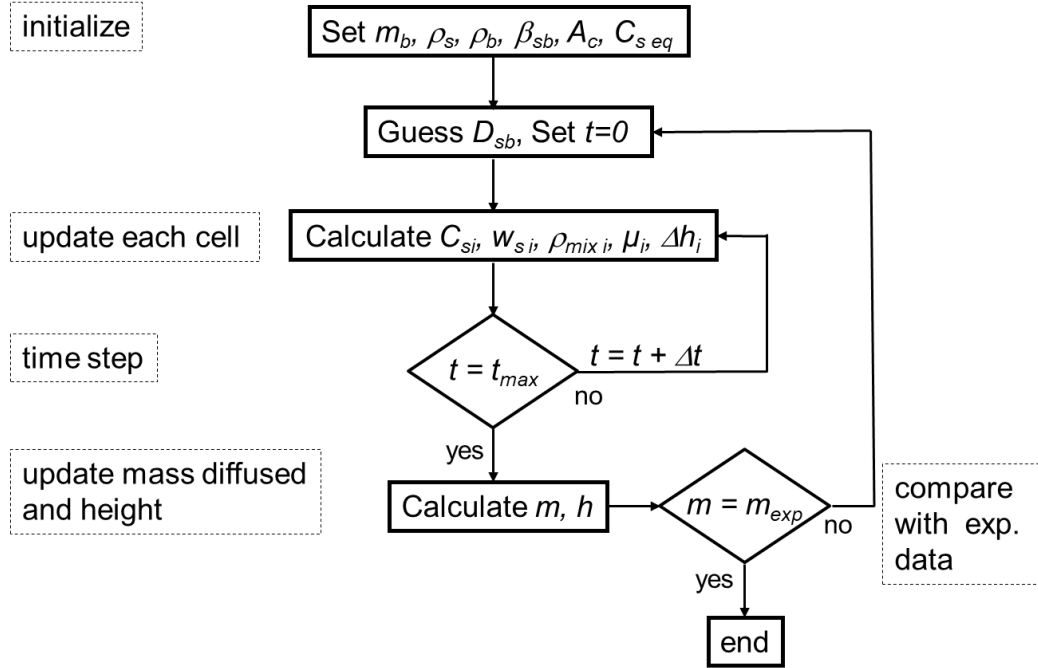 initialize
Set m_b, ρ_s, ρ_b, β_sb, A_c, C_s eq
Guess D_sb, Set t=0
update each cell
Calculate C_si, w_s i, ρ_mix i, μ_i, Δh_i
time step
t = t_max
t = t + Δt
no
yes
update mass diffused
and height
Calculate m, h
m = m_exp
no
compare
with exp.
data
yes
end